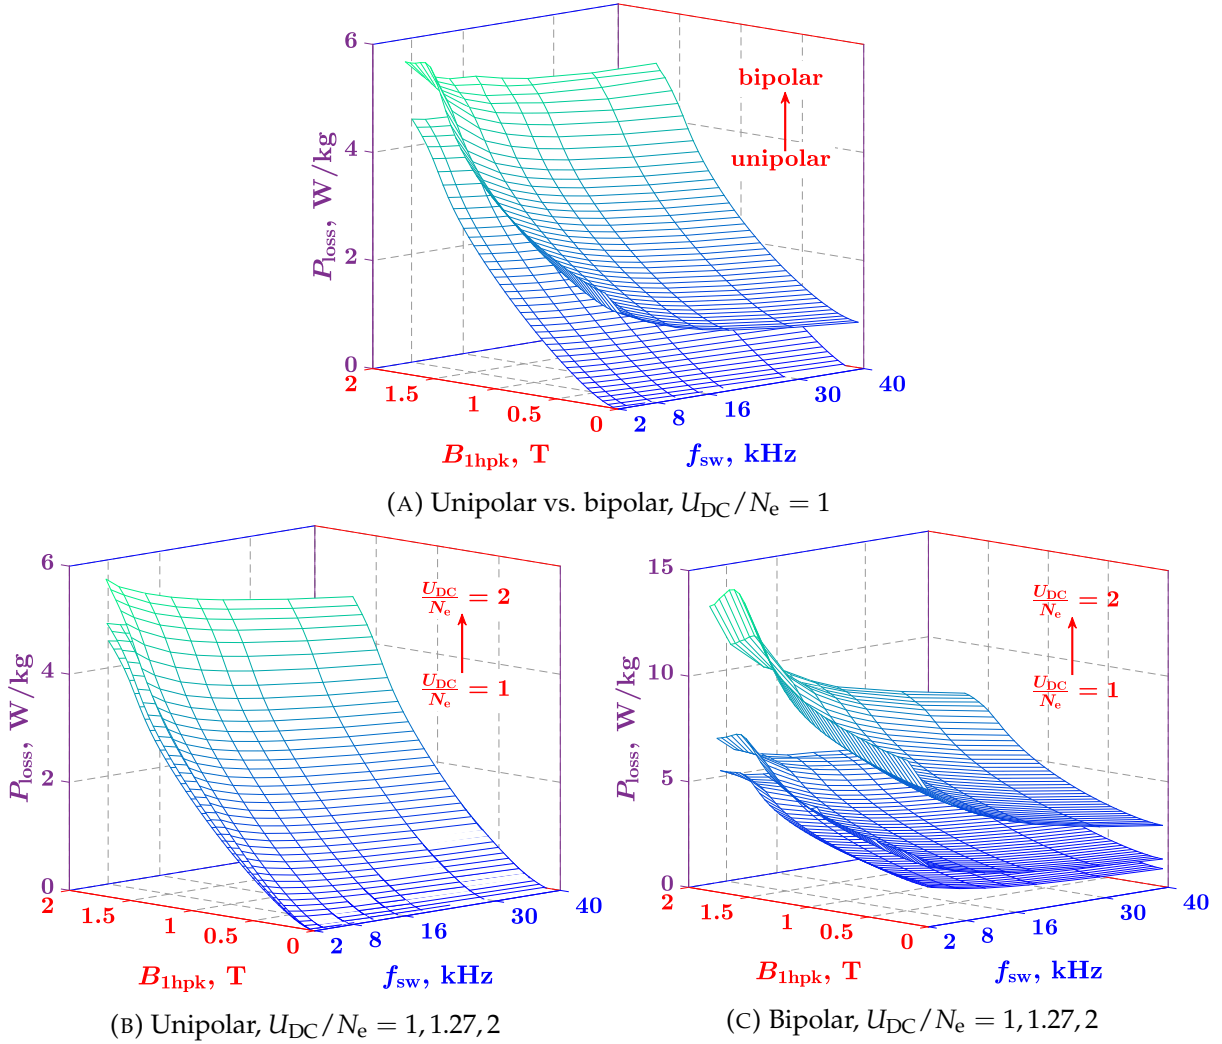 6
4
2
0
P_loss, W/kg
bipolar
unipolar
2
1.5
1
0.5
0
2
8
16
30
40
B_1hpk, T
f_sw, kHz
(A) Unipolar vs. bipolar, U_DC/N_e = 1
6
4
2
0
P_loss, W/kg
U_DC/N_e = 2
U_DC/N_e = 1
2
1.5
1
0.5
0
2
8
16
30
40
B_1hpk, T
f_sw, kHz
(B) Unipolar, U_DC/N_e = 1, 1.27, 2
15
10
5
0
P_loss, W/kg
U_DC/N_e = 2
U_DC/N_e = 1
2
1.5
1
0.5
0
2
8
16
30
40
B_1hpk, T
f_sw, kHz
(C) Bipolar, U_DC/N_e = 1, 1.27, 2